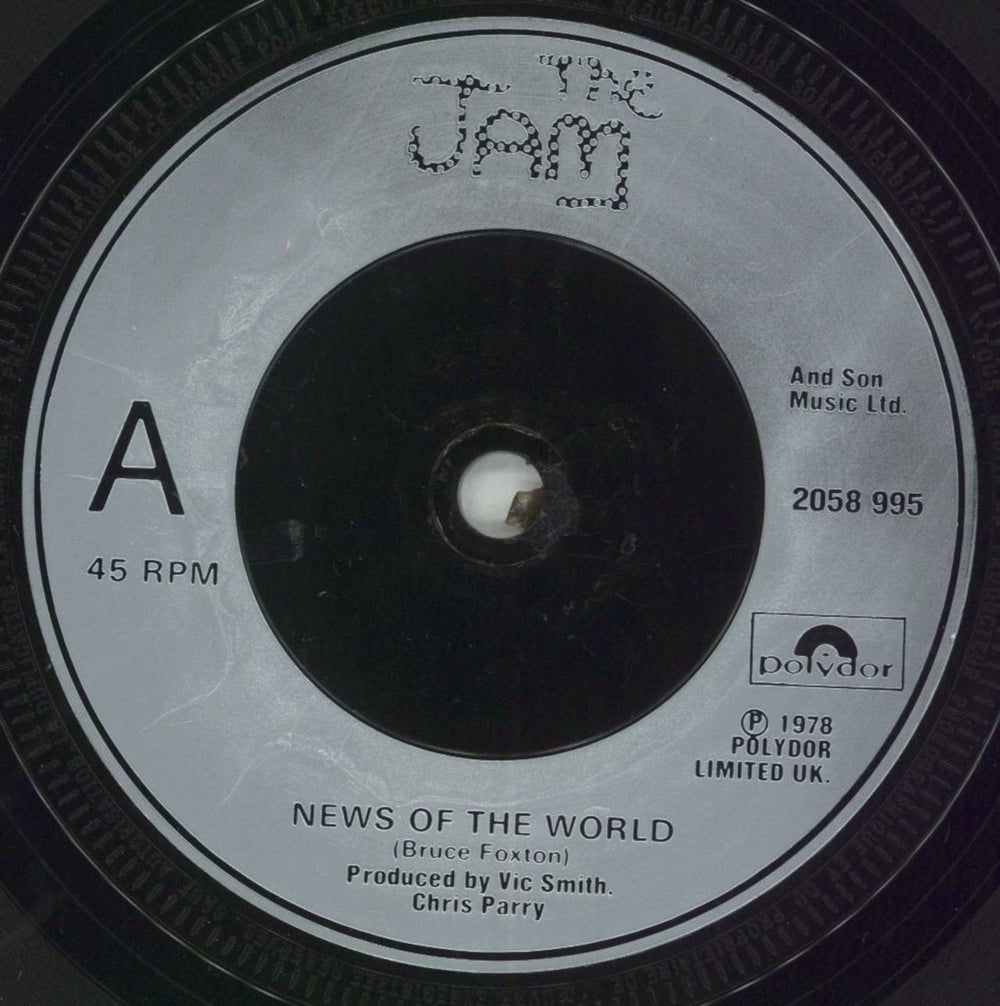 The
JAM
And Son
Music Ltd.
A
2058 995
45 RPM
polydor
Ⓟ 1978
POLYDOR
LIMITED UK.
NEWS OF THE WORLD
(Bruce Foxton)
Produced by Vic Smith.
Chris Parry